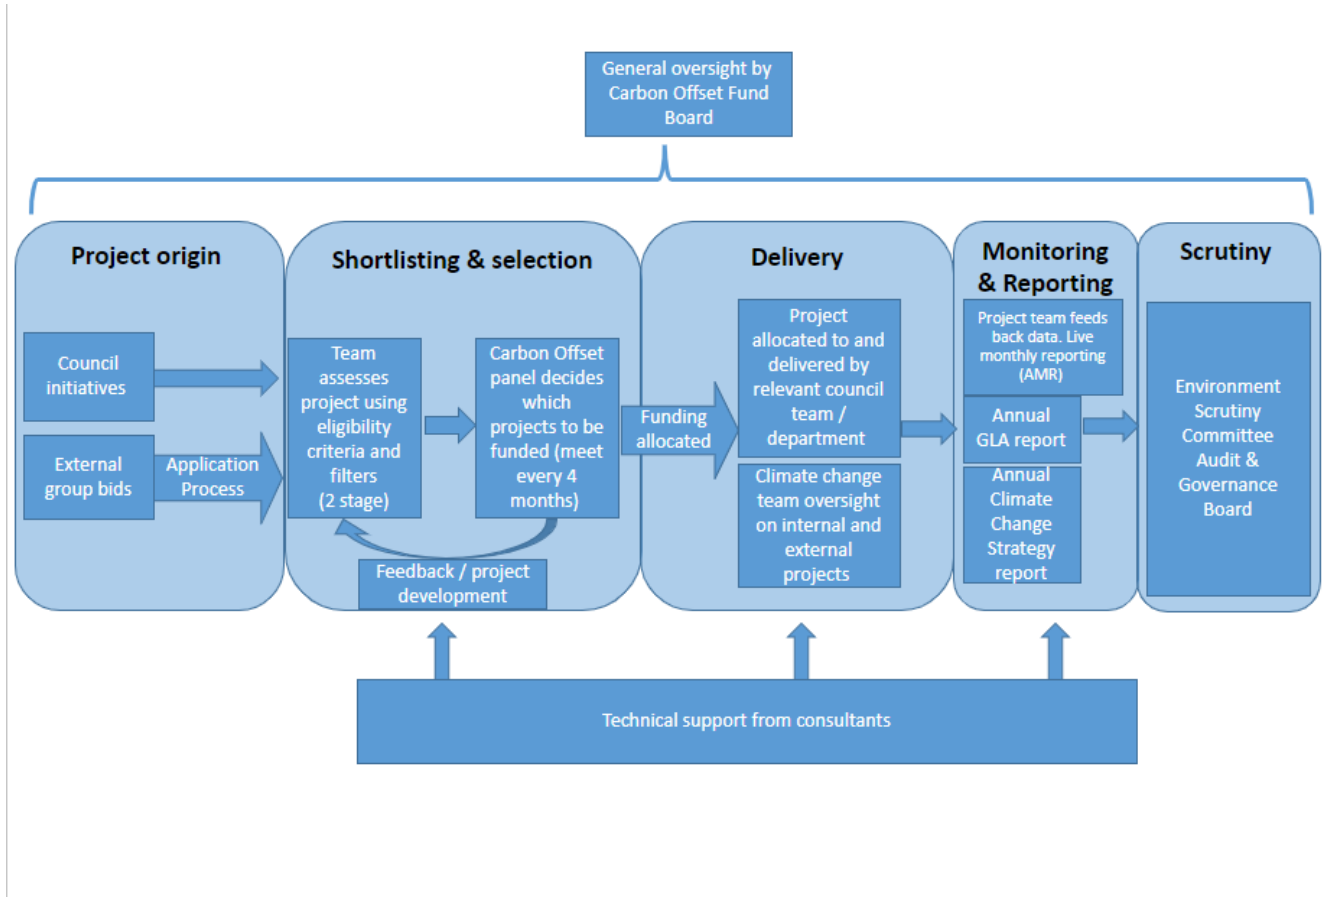 General oversight by
Carbon Offset Fund
Board
Project origin
Council
initiatives
External
group bids
Application
Process
Shortlisting & selection
Team
assesses
project using
eligibility
criteria and
filters
(2 stage)
Carbon Offset
panel decides
which
projects to be
funded (meet
every 4
months)
Feedback / project
development
Funding
allocated
Delivery
Project
allocated to and
delivered by
relevant council
team /
department
Climate change
team oversight
on internal and
external
projects
Monitoring
& Reporting
Project team feeds
back data. Live
monthly reporting
(AMR)
Annual
GLA report
Annual
Climate
Change
Strategy
report
Scrutiny
Environment
Scrutiny
Committee
Audit &
Governance
Board
Technical support from consultants